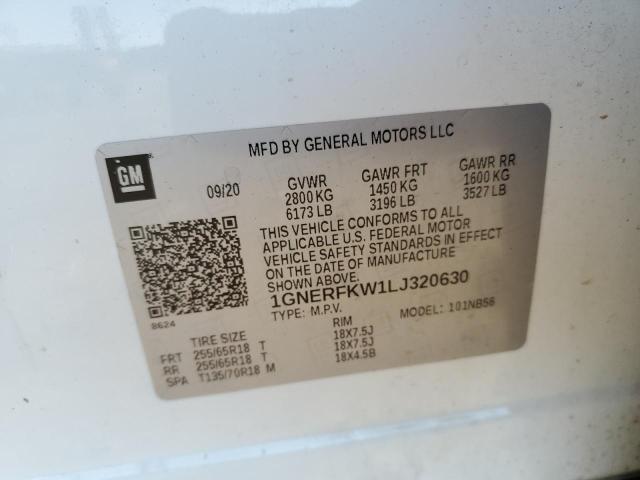 MFD BY GENERAL MOTORS LLC
GM
09/20 GVWR GAWR FRT GAWR RR
2800 KG 1450 KG 1600 KG
6173 LB 3196 LB 3527 LB
THIS VEHICLE CONFORMS TO ALL
APPLICABLE U.S. FEDERAL MOTOR
VEHICLE SAFETY STANDARDS IN EFFECT
ON THE DATE OF MANUFACTURE
SHOWN ABOVE.
1GNERFKW1LJ320630
TYPE: M.P.V. MODEL: 101NB56
8624
TIRE SIZE RIM
FRT 255/65R18 T 18X7.5J
RR 255/65R18 T 18X7.5J
SPA T135/70R18 M 18X4.5B